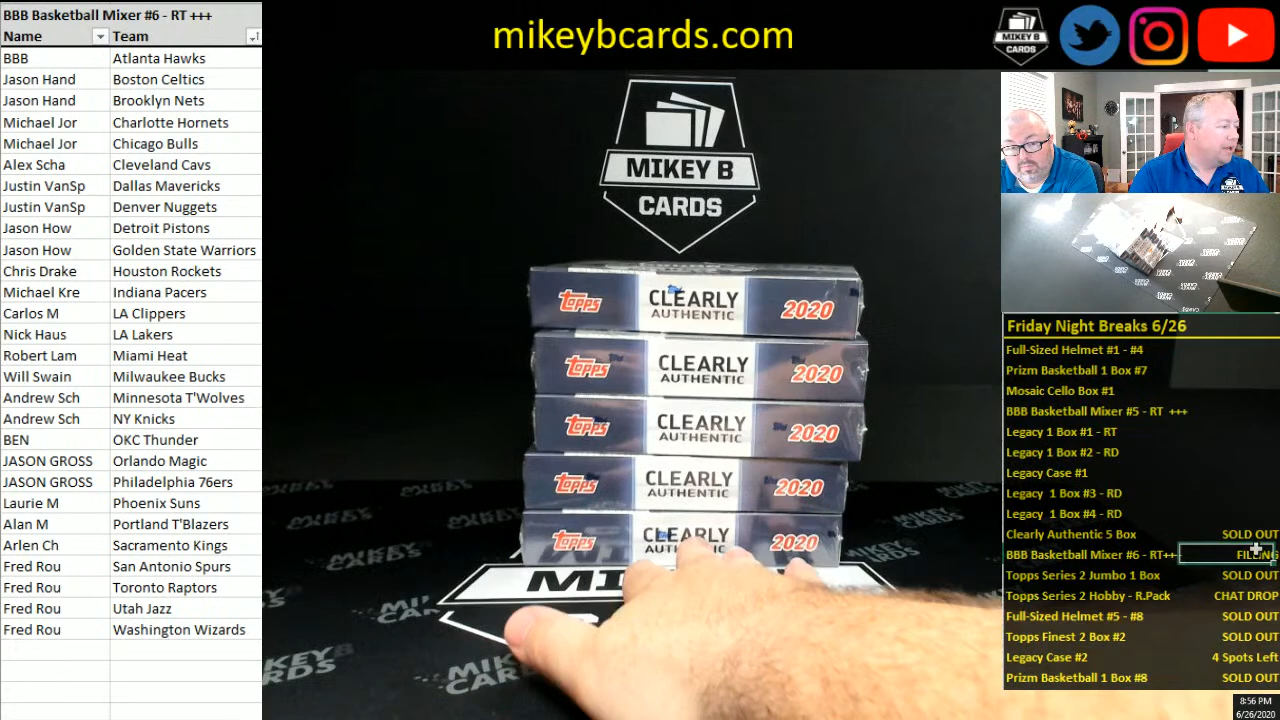 BBB Basketball Mixer #6 - RT +++
Name Team
BBB Atlanta Hawks
Jason Hand Boston Celtics
Jason Hand Brooklyn Nets
Michael Jor Charlotte Hornets
Michael Jor Chicago Bulls
Alex Scha Cleveland Cavs
Justin VanSp Dallas Mavericks
Justin VanSp Denver Nuggets
Jason How Detroit Pistons
Jason How Golden State Warriors
Chris Drake Houston Rockets
Michael Kre Indiana Pacers
Carlos M LA Clippers
Nick Haus LA Lakers
Robert Lam Miami Heat
Will Swain Milwaukee Bucks
Andrew Sch Minnesota T'Wolves
Andrew Sch NY Knicks
BEN OKC Thunder
JASON GROSS Orlando Magic
JASON GROSS Philadelphia 76ers
Laurie M Phoenix Suns
Alan M Portland T'Blazers
Arlen Ch Sacramento Kings
Fred Rou San Antonio Spurs
Fred Rou Toronto Raptors
Fred Rou Utah Jazz
Fred Rou Washington Wizards
mikeybcards.com
MIKEY B
CARDS
MIKEY B
CARDS
Topps CLEARLY AUTHENTIC 2020
Topps CLEARLY AUTHENTIC 2020
Topps CLEARLY AUTHENTIC 2020
Topps CLEARLY AUTHENTIC 2020
Topps CLEARLY 2020
Friday Night Breaks 6/26
Full-Sized Helmet #1 - #4
Prizm Basketball 1 Box #7
Mosaic Cello Box #1
BBB Basketball Mixer #5 - RT +++
Legacy 1 Box #1 - RT
Legacy 1 Box #2 - RD
Legacy Case #1
Legacy 1 Box #3 - RD
Legacy 1 Box #4 - RD
Clearly Authentic 5 Box SOLD OUT
BBB Basketball Mixer #6 - RT++ FILLING
Topps Series 2 Jumbo 1 Box SOLD OUT
Topps Series 2 Hobby - R.Pack CHAT DROP
Full-Sized Helmet #5 - #8 SOLD OUT
Topps Finest 2 Box #2 SOLD OUT
Legacy Case #2 4 Spots Left
Prizm Basketball 1 Box #8 SOLD OUT
8:56 PM
6/26/2020